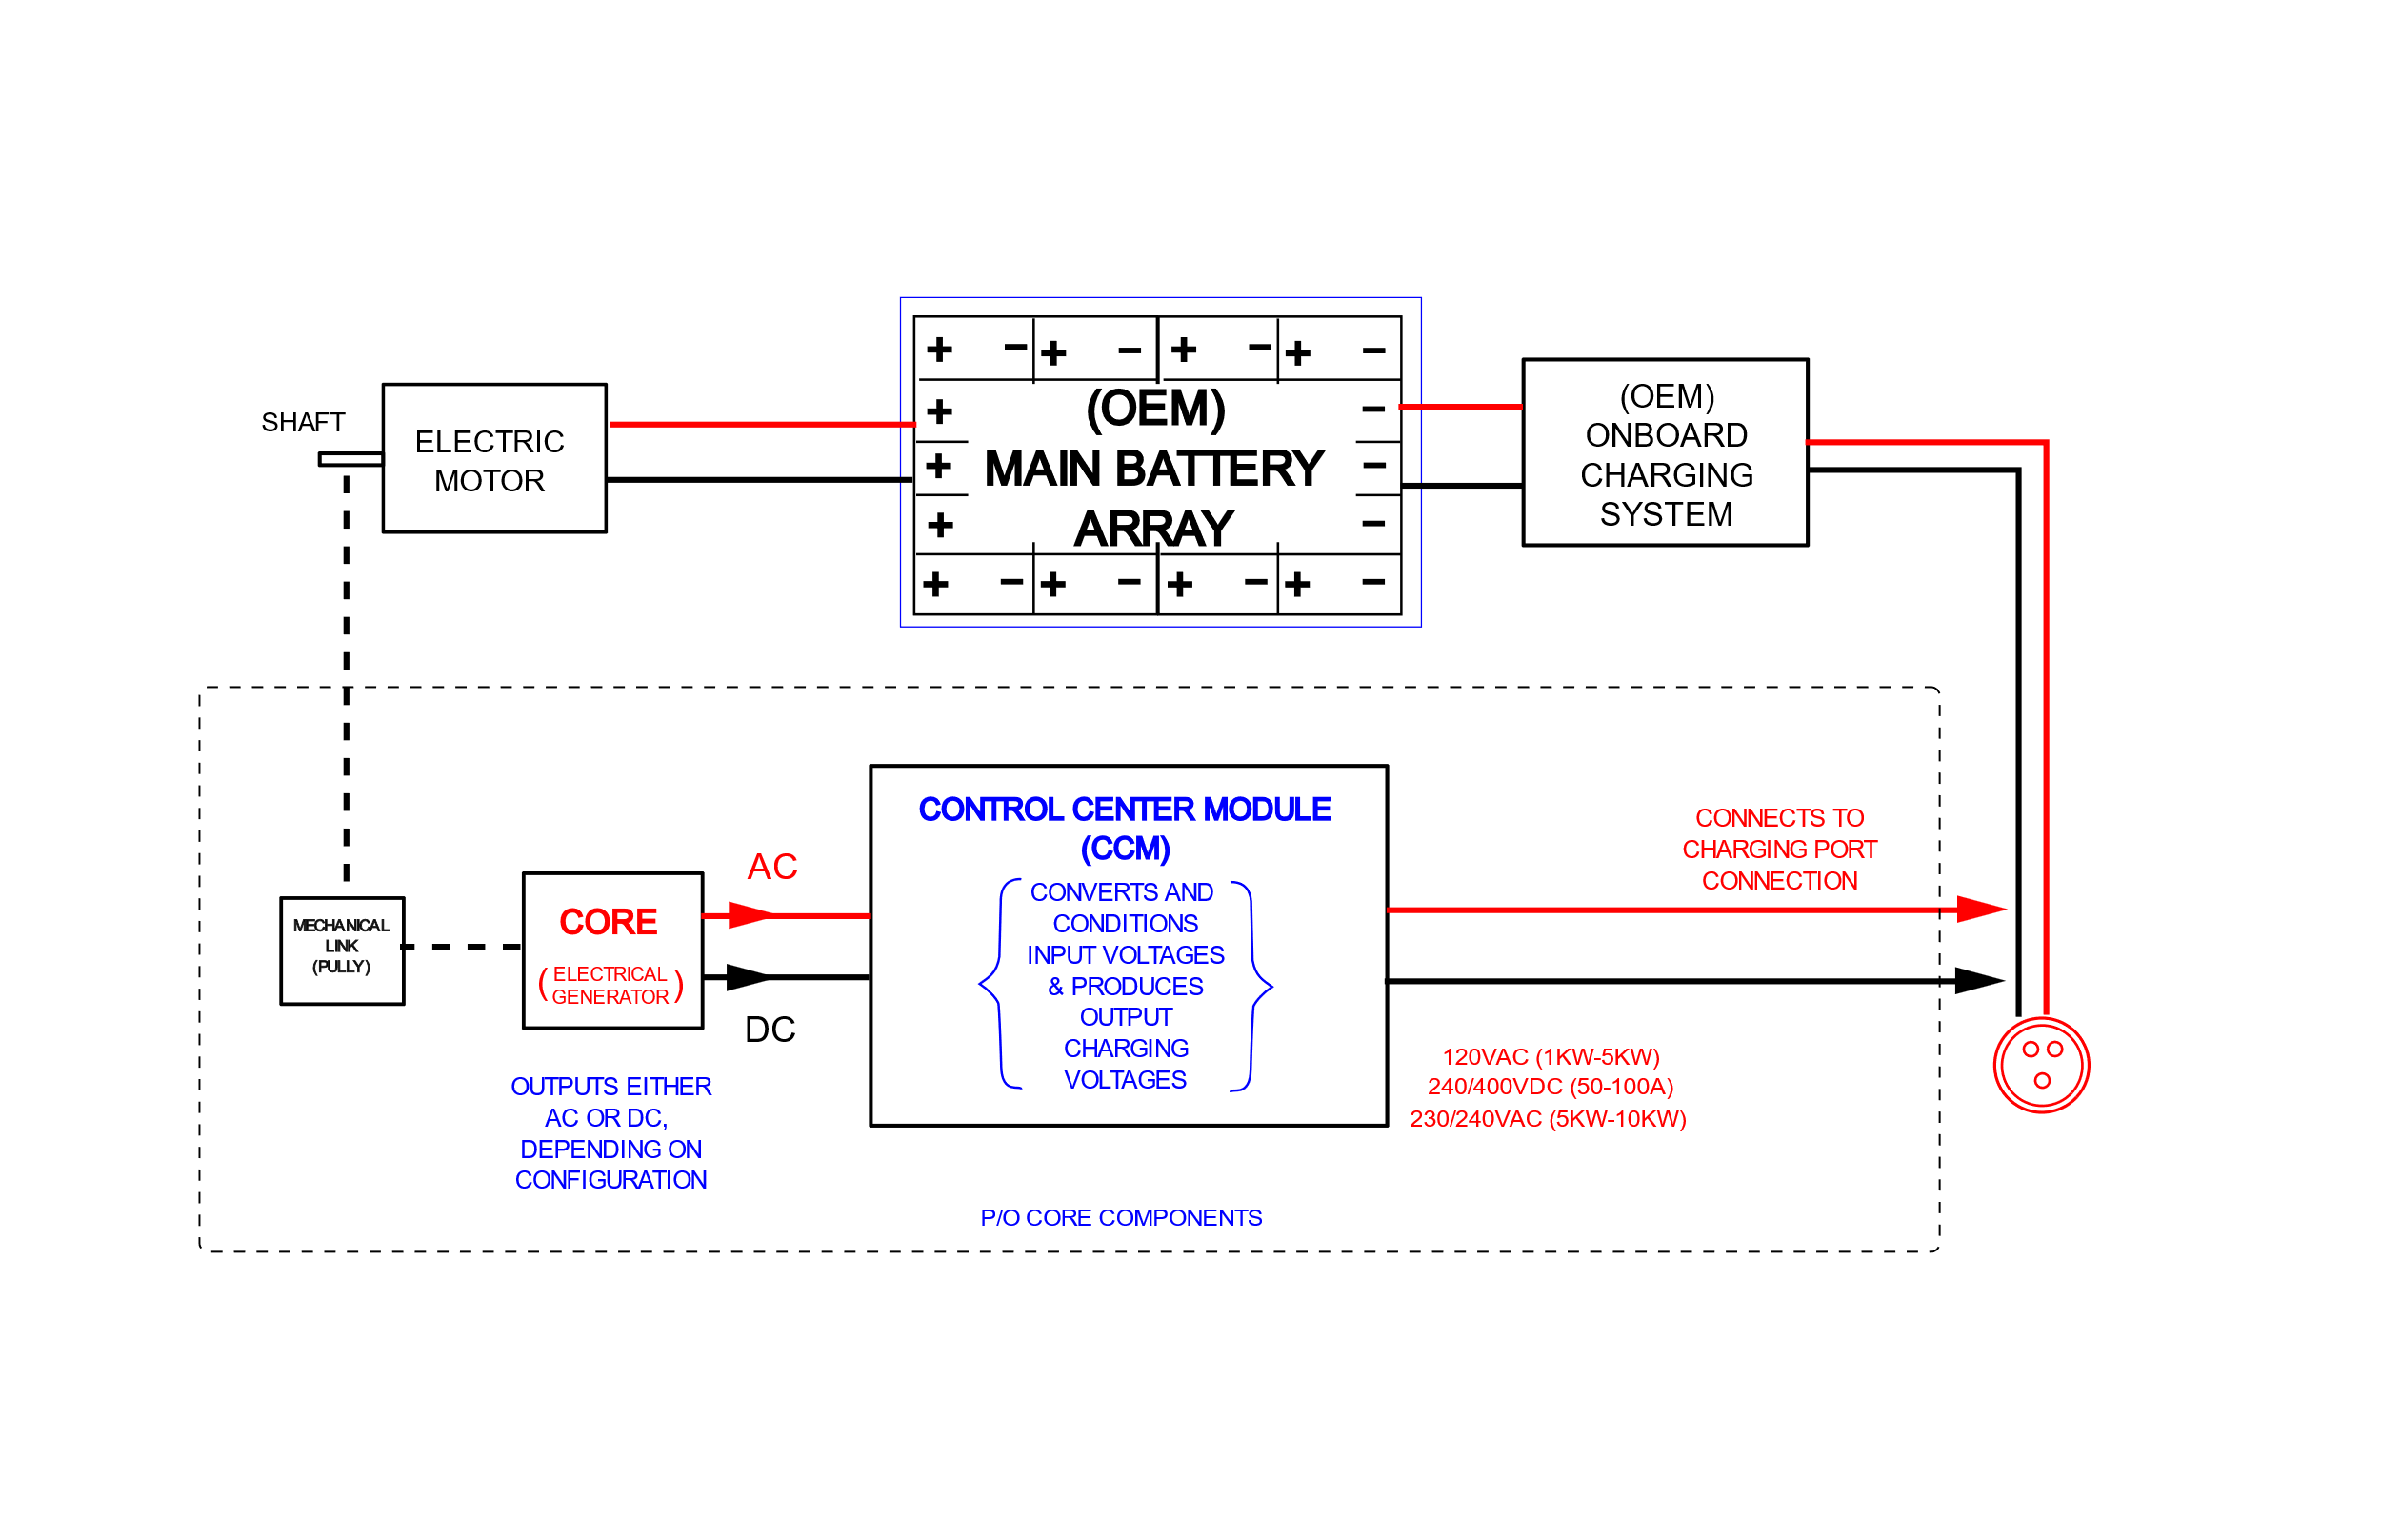 SHAFT
ELECTRIC
MOTOR
+ - + - + - + -
+ -
+ -
+ -
+ - + - + - + -
(OEM)
MAIN BATTERY
ARRAY
(OEM)
ONBOARD
CHARGING
SYSTEM
MECHANICAL
LINK
(PULLY)
CORE
(ELECTRICAL
GENERATOR)
AC
DC
OUTPUTS EITHER
AC OR DC,
DEPENDING ON
CONFIGURATION
CONTROL CENTER MODULE
(CCM)
CONVERTS AND
CONDITIONS
INPUT VOLTAGES
& PRODUCES
OUTPUT
CHARGING
VOLTAGES
CONNECTS TO
CHARGING PORT
CONNECTION
120VAC (1KW-5KW)
240/400VDC (50-100A)
230/240VAC (5KW-10KW)
P/O CORE COMPONENTS